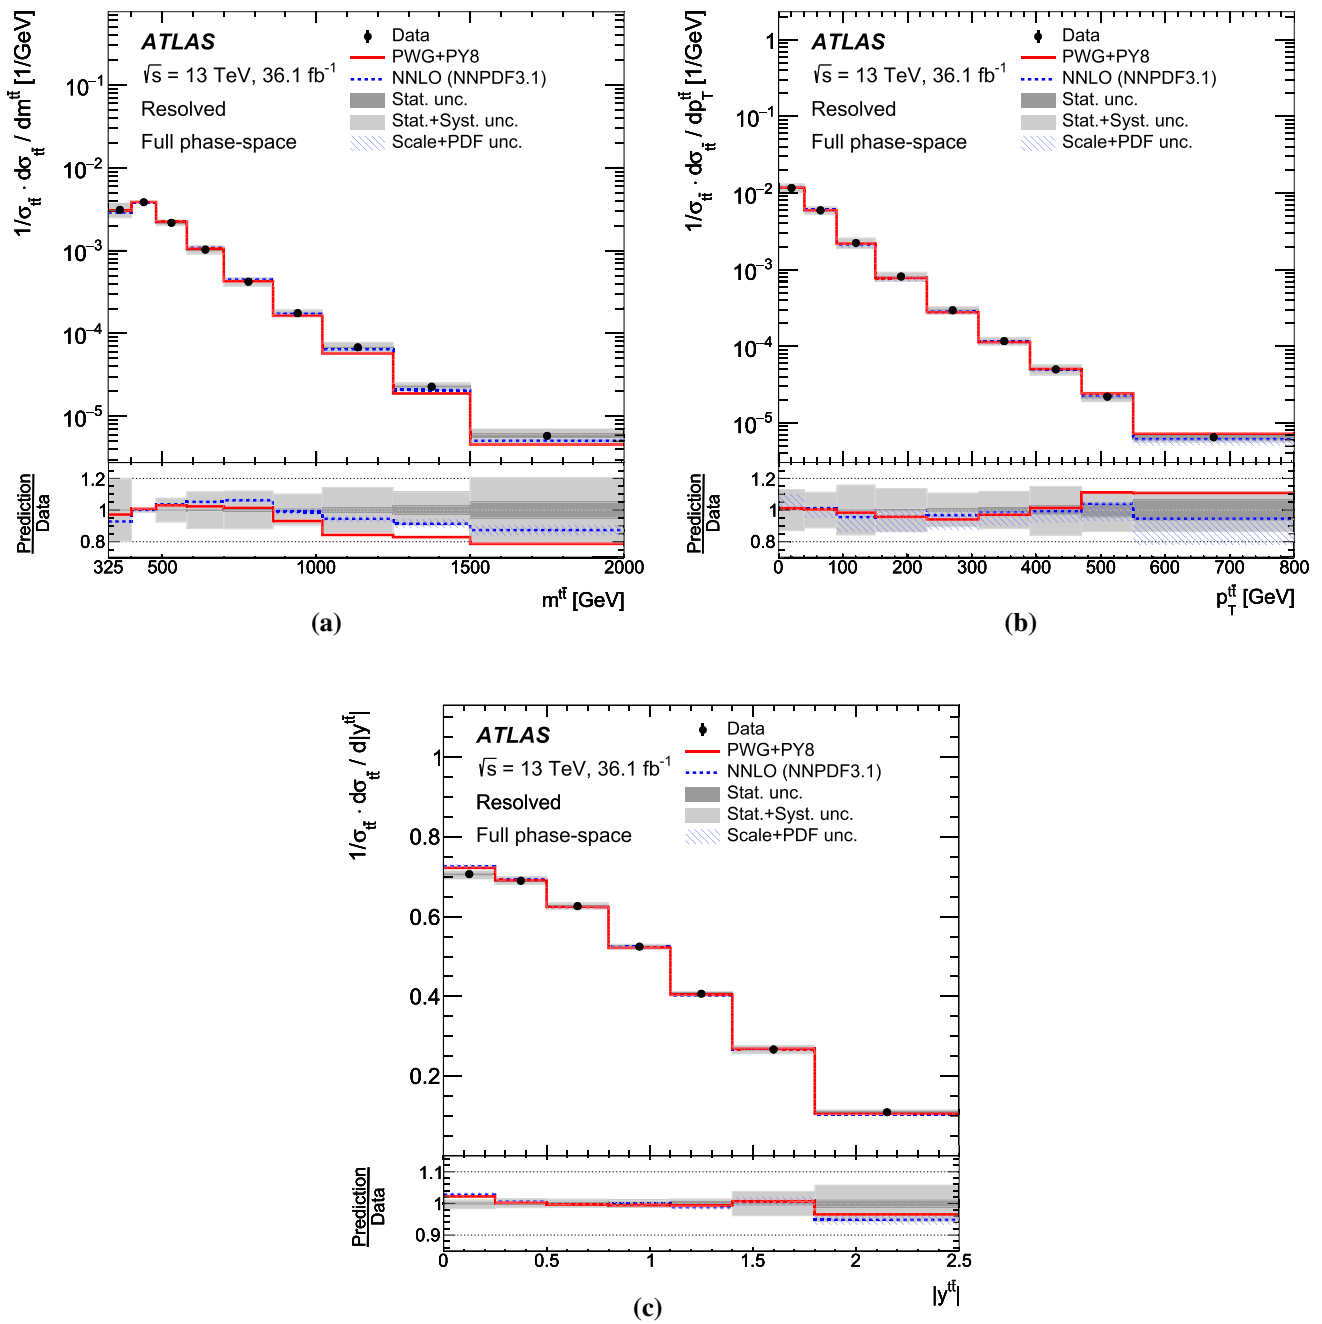 1/σ_tt̄ · dσ_tt̄ / dm^tt̄ [1/GeV]
ATLAS
√s = 13 TeV, 36.1 fb⁻¹
Resolved
Full phase-space
Data
PWG+PY8
NNLO (NNPDF3.1)
Stat. unc.
Stat.+Syst. unc.
Scale+PDF unc.
10⁻¹
10⁻²
10⁻³
10⁻⁴
10⁻⁵
Prediction
Data
1.2
1
0.8
325 500 1000 1500 2000
m^tt̄ [GeV]
(a)
1/σ_tt̄ · dσ_tt̄ / dp_T^tt̄ [1/GeV]
ATLAS
√s = 13 TeV, 36.1 fb⁻¹
Resolved
Full phase-space
Data
PWG+PY8
NNLO (NNPDF3.1)
Stat. unc.
Stat.+Syst. unc.
Scale+PDF unc.
1
10⁻¹
10⁻²
10⁻³
10⁻⁴
10⁻⁵
Prediction
Data
1.2
1
0.8
0 100 200 300 400 500 600 700 800
p_T^tt̄ [GeV]
(b)
1/σ_tt̄ · dσ_tt̄ / d|y^tt̄|
ATLAS
√s = 13 TeV, 36.1 fb⁻¹
Resolved
Full phase-space
Data
PWG+PY8
NNLO (NNPDF3.1)
Stat. unc.
Stat.+Syst. unc.
Scale+PDF unc.
1
0.8
0.6
0.4
0.2
Prediction
Data
1.1
1
0.9
0 0.5 1 1.5 2 2.5
|y^tt̄|
(c)